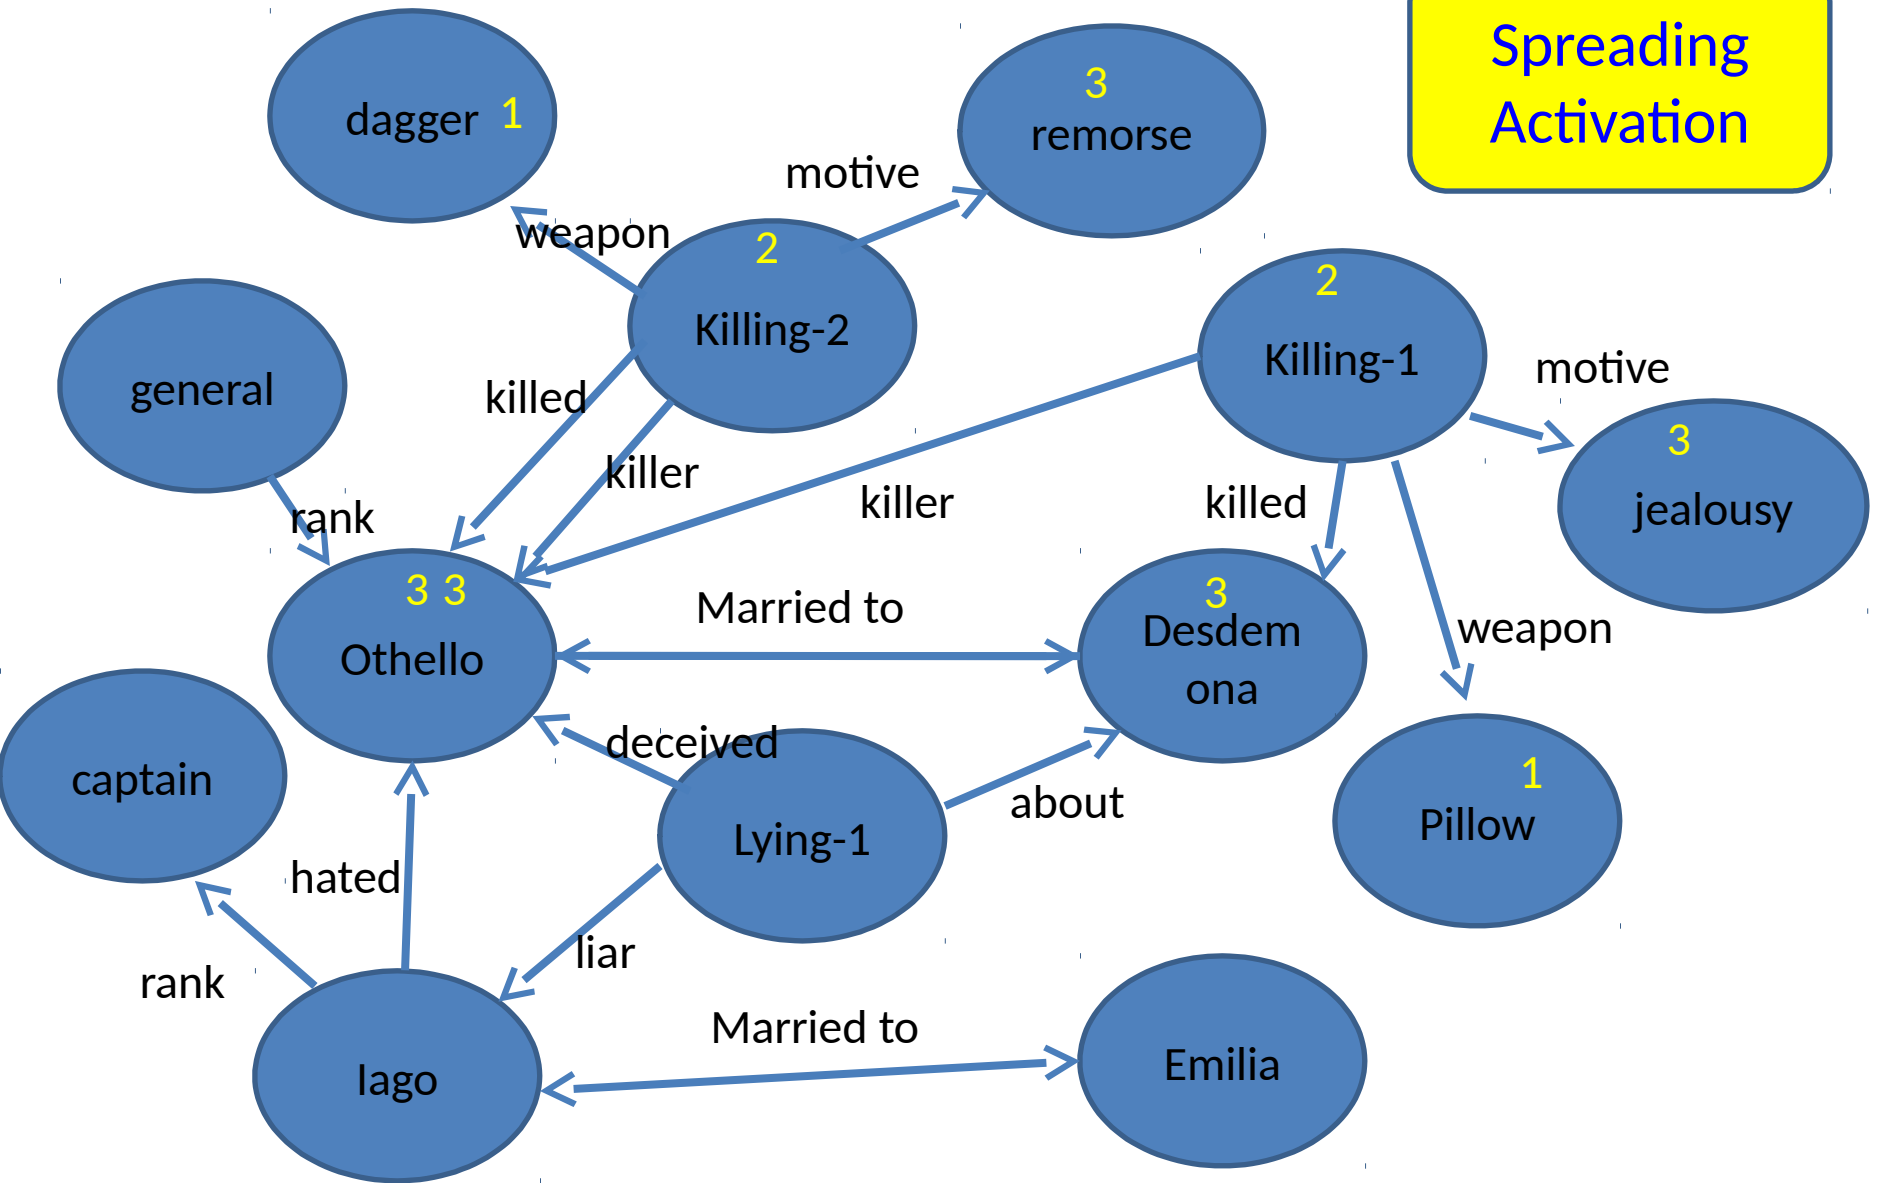 Spreading
Activation
dagger 1
3
remorse
motive
weapon
2
Killing-2
2
Killing-1
general
killed
motive
3
jealousy
killer
killer
killed
rank
3 3
Othello
Married to
3
Desdem
ona
weapon
captain
deceived
about
1
Pillow
Lying-1
hated
liar
rank
Married to
Iago
Emilia